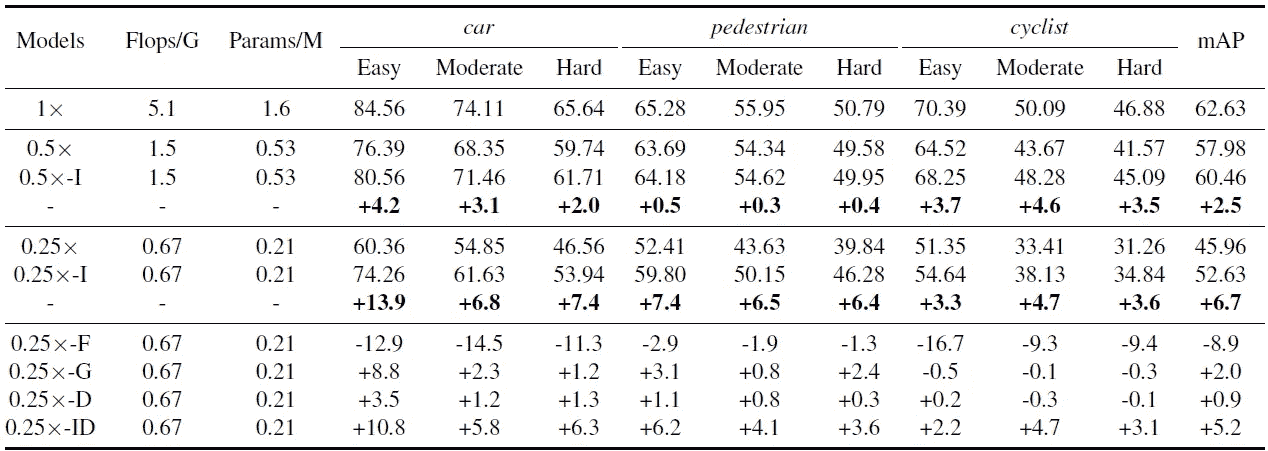 Models Flops/G Params/M car pedestrian cyclist mAP
Easy Moderate Hard Easy Moderate Hard Easy Moderate Hard
1× 5.1 1.6 84.56 74.11 65.64 65.28 55.95 50.79 70.39 50.09 46.88 62.63
0.5× 1.5 0.53 76.39 68.35 59.74 63.69 54.34 49.58 64.52 43.67 41.57 57.98
0.5×-I 1.5 0.53 80.56 71.46 61.71 64.18 54.62 49.95 68.25 48.28 45.09 60.46
- - - +4.2 +3.1 +2.0 +0.5 +0.3 +0.4 +3.7 +4.6 +3.5 +2.5
0.25× 0.67 0.21 60.36 54.85 46.56 52.41 43.63 39.84 51.35 33.41 31.26 45.96
0.25×-I 0.67 0.21 74.26 61.63 53.94 59.80 50.15 46.28 54.64 38.13 34.84 52.63
- - - +13.9 +6.8 +7.4 +7.4 +6.5 +6.4 +3.3 +4.7 +3.6 +6.7
0.25×-F 0.67 0.21 -12.9 -14.5 -11.3 -2.9 -1.9 -1.3 -16.7 -9.3 -9.4 -8.9
0.25×-G 0.67 0.21 +8.8 +2.3 +1.2 +3.1 +0.8 +2.4 -0.5 -0.1 -0.3 +2.0
0.25×-D 0.67 0.21 +3.5 +1.2 +1.3 +1.1 +0.8 +0.3 +0.2 -0.3 -0.1 +0.9
0.25×-ID 0.67 0.21 +10.8 +5.8 +6.3 +6.2 +4.1 +3.6 +2.2 +4.7 +3.1 +5.2